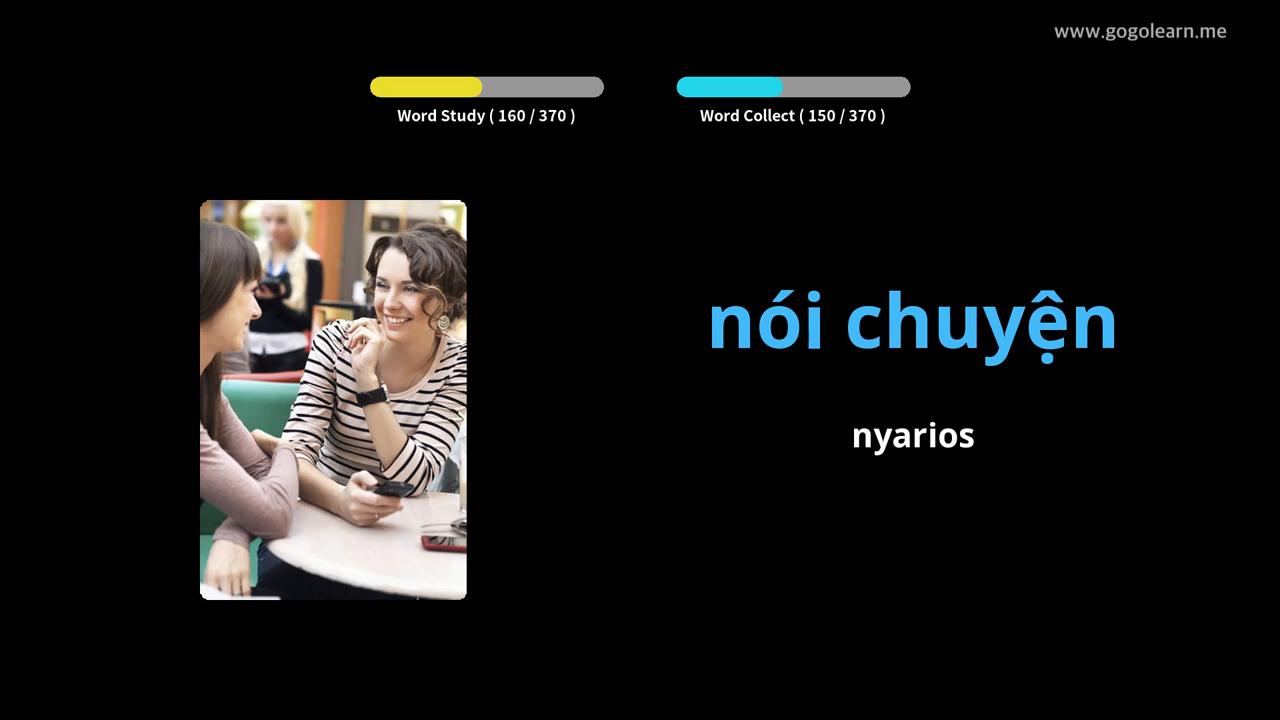 www.gogolearn.me
Word Study ( 160 / 370 )
Word Collect ( 150 / 370 )
nói chuyện
nyarios